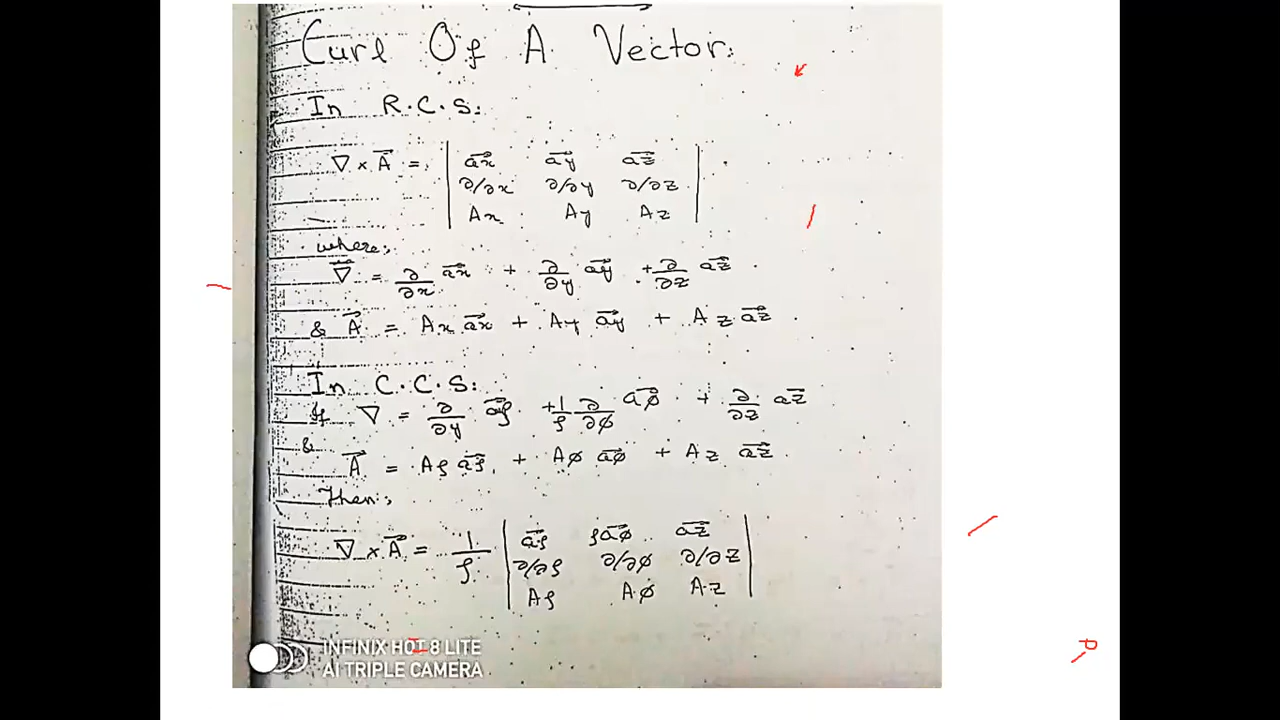 Curl Of A Vector:
In R.C.S:
∇ × A⃗ = | a⃗x a⃗y a⃗z |
| ∂/∂x ∂/∂y ∂/∂z |
| Ax Ay Az |
where;
∇⃗ = ∂/∂x a⃗x + ∂/∂y a⃗y + ∂/∂z a⃗z
& A⃗ = Ax a⃗x + Ay a⃗y + Az a⃗z
In C.C.S:
If ∇ = ∂/∂y a⃗ρ + 1/ρ ∂/∂φ a⃗φ + ∂/∂z a⃗z
&
A⃗ = Aρ a⃗ρ + Aφ a⃗φ + Az a⃗z
Then;
∇ × A⃗ = 1/ρ | a⃗ρ ρa⃗φ a⃗z |
| ∂/∂ρ ∂/∂φ ∂/∂z |
| Aρ Aφ Az |
INFINIX HOT 8 LITE
AI TRIPLE CAMERA